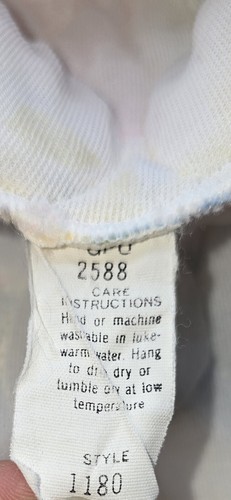 2588
CARE
INSTRUCTIONS
Hand or machine
washable in luke-
warm water. Hang
to drip dry or
tumble dry at low
temperature
STYLE
1180